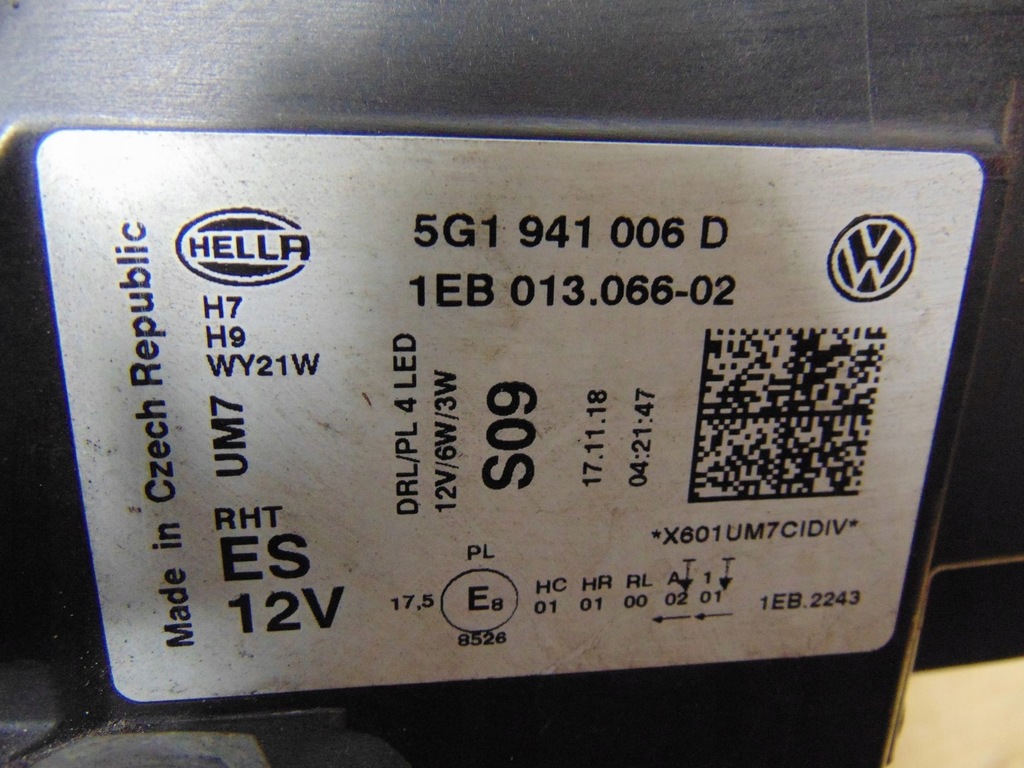 Made in Czech Republic
HELLA
5G1 941 006 D
1EB 013.066-02
H7
H9
WY21W
UM7
DRL/PL 4 LED
12V/6W/3W
S09
17.11.18
04:21:47
*X601UM7CIDIV*
RHT
ES
12V
PL
17,5 E8
8526
HC HR RL A 1
01 01 00 02 01
1EB.2243